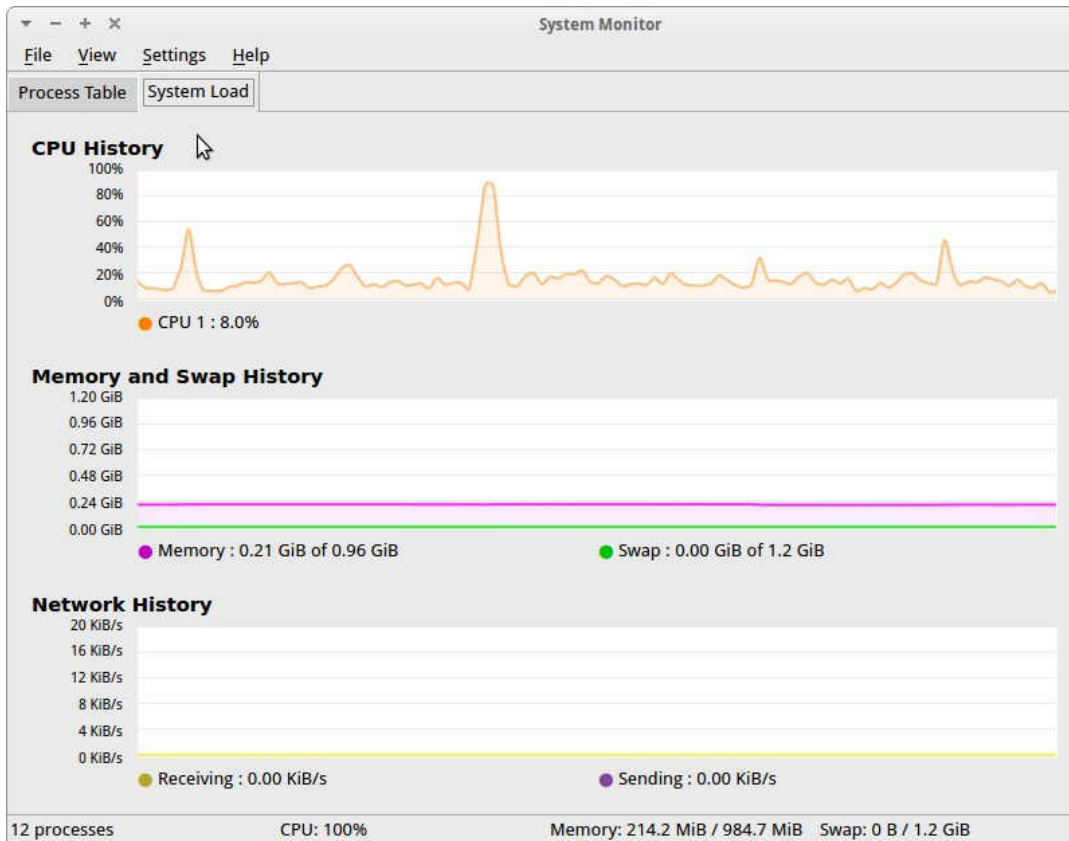 System Monitor
File View Settings Help
Process Table System Load
CPU History
100%
80%
60%
40%
20%
0%
CPU 1 : 8.0%
Memory and Swap History
1.20 GiB
0.96 GiB
0.72 GiB
0.48 GiB
0.24 GiB
0.00 GiB
Memory : 0.21 GiB of 0.96 GiB Swap : 0.00 GiB of 1.2 GiB
Network History
20 KiB/s
16 KiB/s
12 KiB/s
8 KiB/s
4 KiB/s
0 KiB/s
Receiving : 0.00 KiB/s Sending : 0.00 KiB/s
12 processes CPU: 100% Memory: 214.2 MiB / 984.7 MiB Swap: 0 B / 1.2 GiB